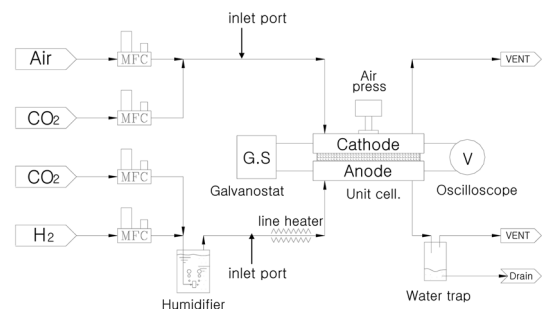 inlet port
Air
MFC
VENT
Air
press
CO2
MFC
Cathode
G.S
V
Anode
Galvanostat
Unit cell.
Oscilloscope
CO2
MFC
line heater
H2
MFC
VENT
inlet port
Drain
Humidifier
Water trap